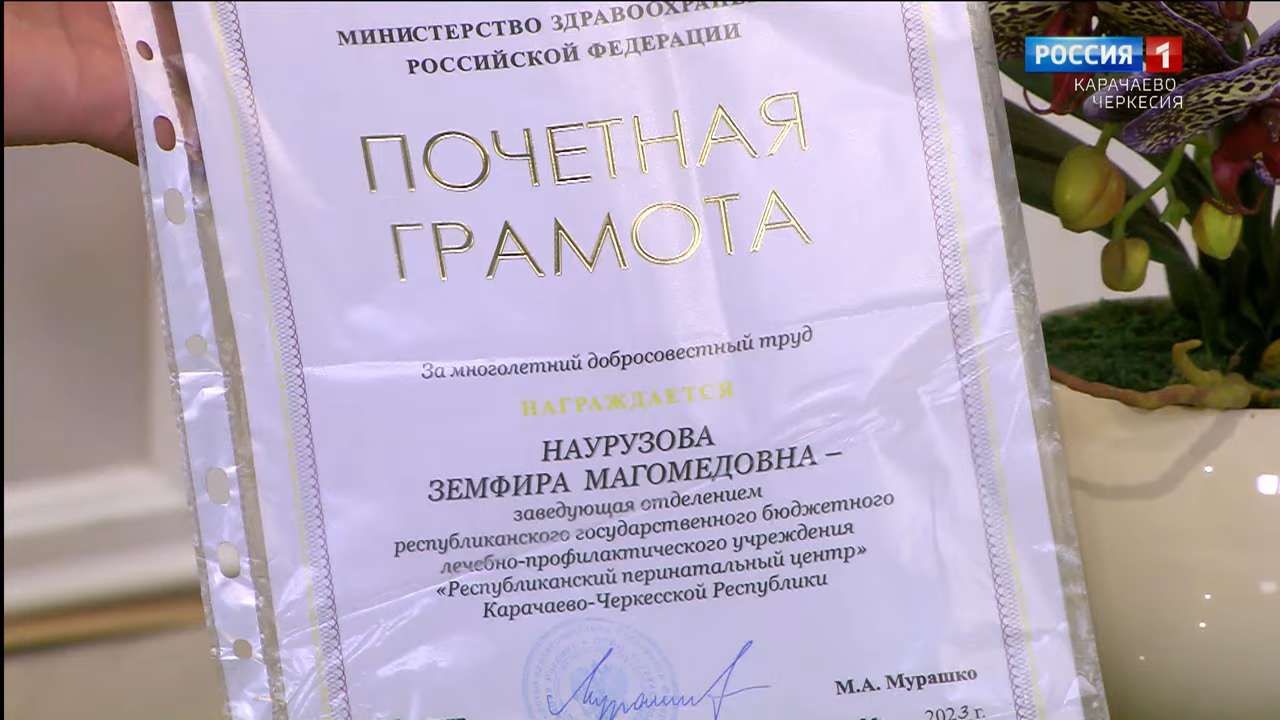 МИНИСТЕРСТВО ЗДРАВООХРАНЕ
РОССИЙСКОЙ ФЕДЕРАЦИИ
РОССИЯ 1
КАРАЧАЕВО
ЧЕРКЕСИЯ
ПОЧЕТНАЯ
ГРАМОТА
За многолетний добросовестный труд
НАГРАЖДАЕТСЯ
НАУРУЗОВА
ЗЕМФИРА МАГОМЕДОВНА –
заведующая отделением
республиканского государственного бюджетного
лечебно-профилактического учреждения
«Республиканский перинатальный центр»
Карачаево-Черкесской Республики
М.А. Мурашко
2023 г.